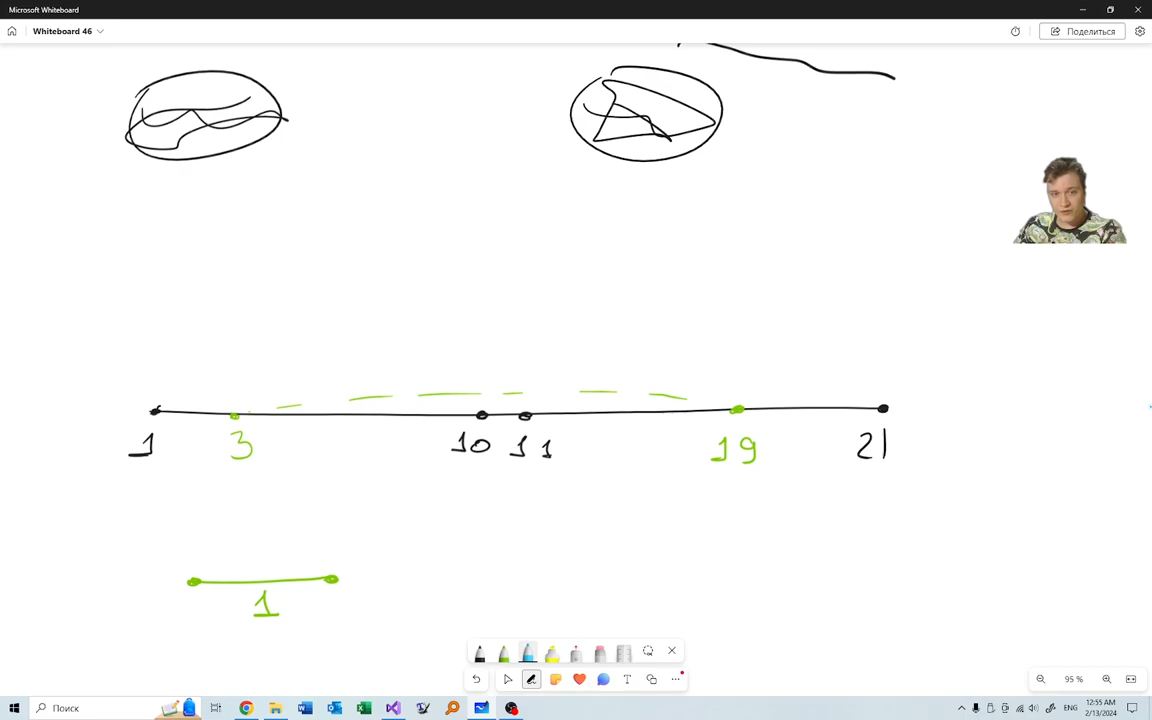 Microsoft Whiteboard
Whiteboard 46
Поделиться
1 3 10 11 19 21
1
95 %
Поиск
ENG
12:55 AM
2/13/2024